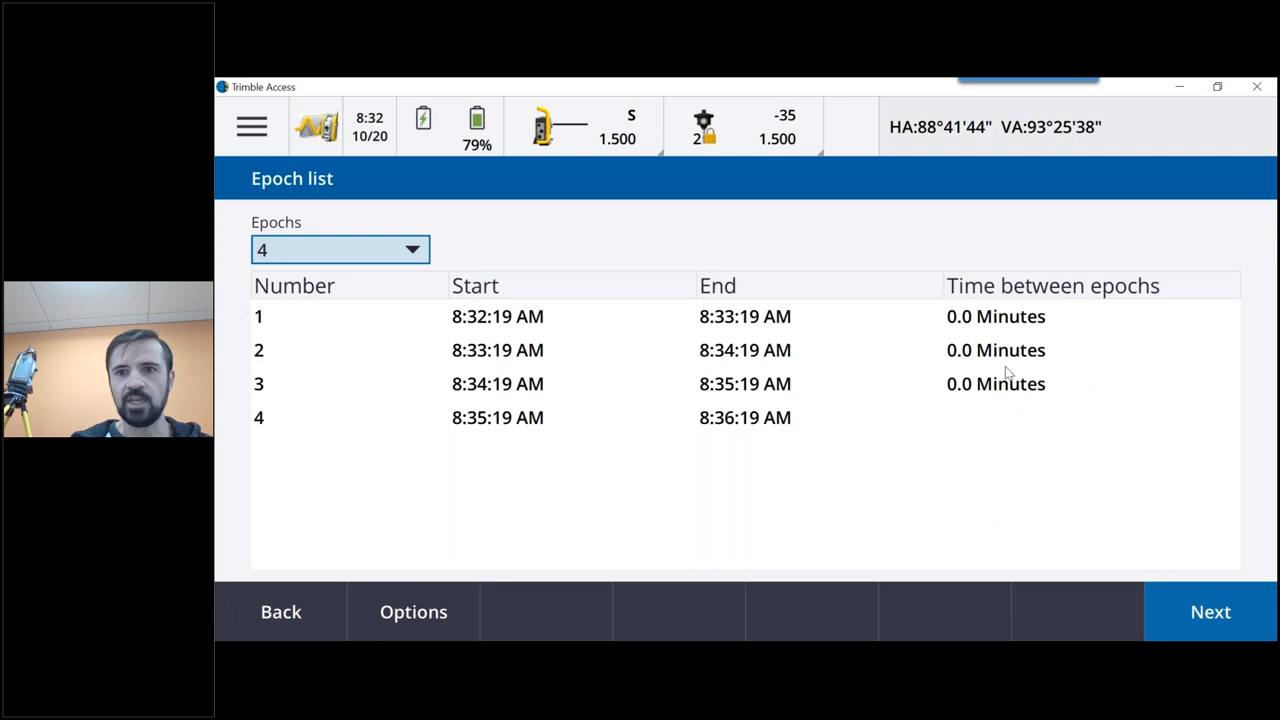 Trimble Access
8:32
10/20
79%
S
1.500
2
-35
1.500
HA:88°41'44" VA:93°25'38"
Epoch list
Epochs
4
Number Start End Time between epochs
1 8:32:19 AM 8:33:19 AM 0.0 Minutes
2 8:33:19 AM 8:34:19 AM 0.0 Minutes
3 8:34:19 AM 8:35:19 AM 0.0 Minutes
4 8:35:19 AM 8:36:19 AM
Back Options Next